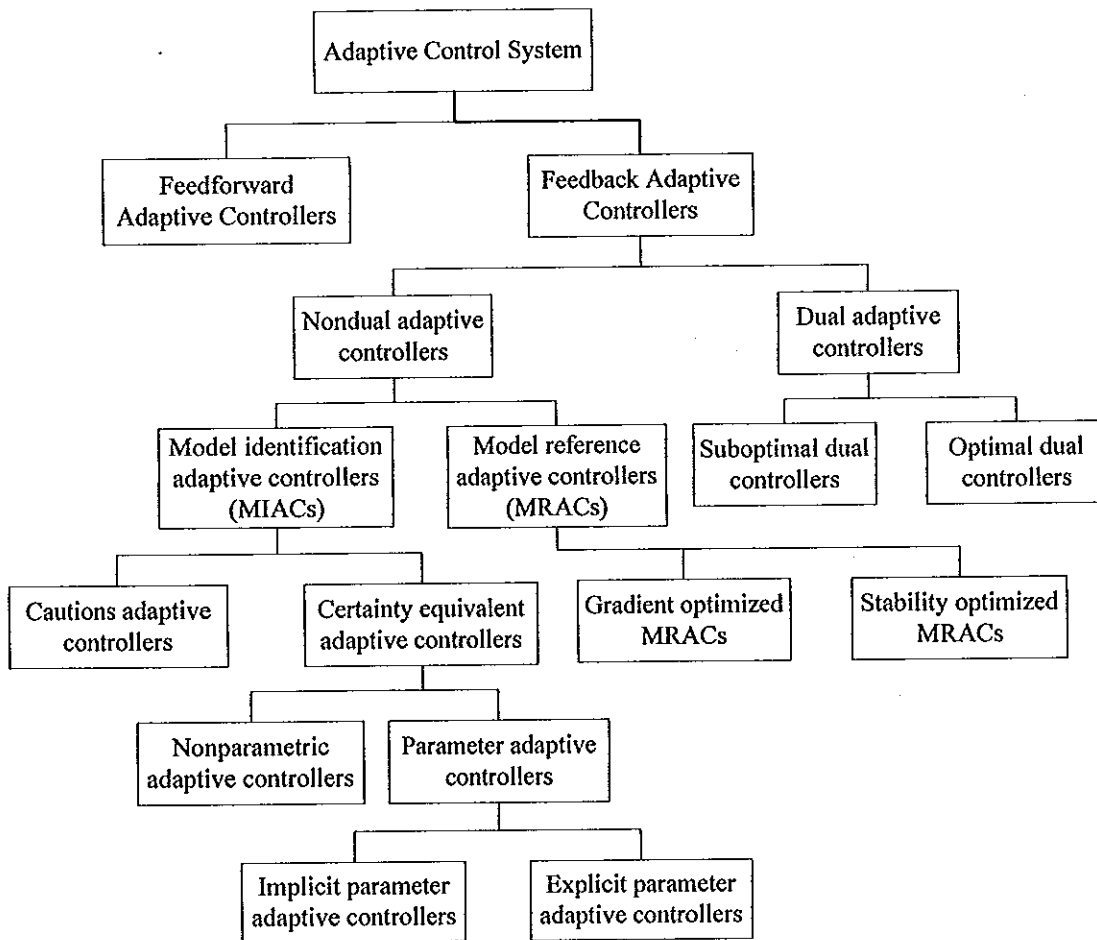 Adaptive Control System
Feedforward
Adaptive Controllers
Feedback Adaptive
Controllers
Nondual adaptive
controllers
Dual adaptive
controllers
Model identification
adaptive controllers
(MIACs)
Model reference
adaptive controllers
(MRACs)
Suboptimal dual
controllers
Optimal dual
controllers
Cautions adaptive
controllers
Certainty equivalent
adaptive controllers
Gradient optimized
MRACs
Stability optimized
MRACs
Nonparametric
adaptive controllers
Parameter adaptive
controllers
Implicit parameter
adaptive controllers
Explicit parameter
adaptive controllers